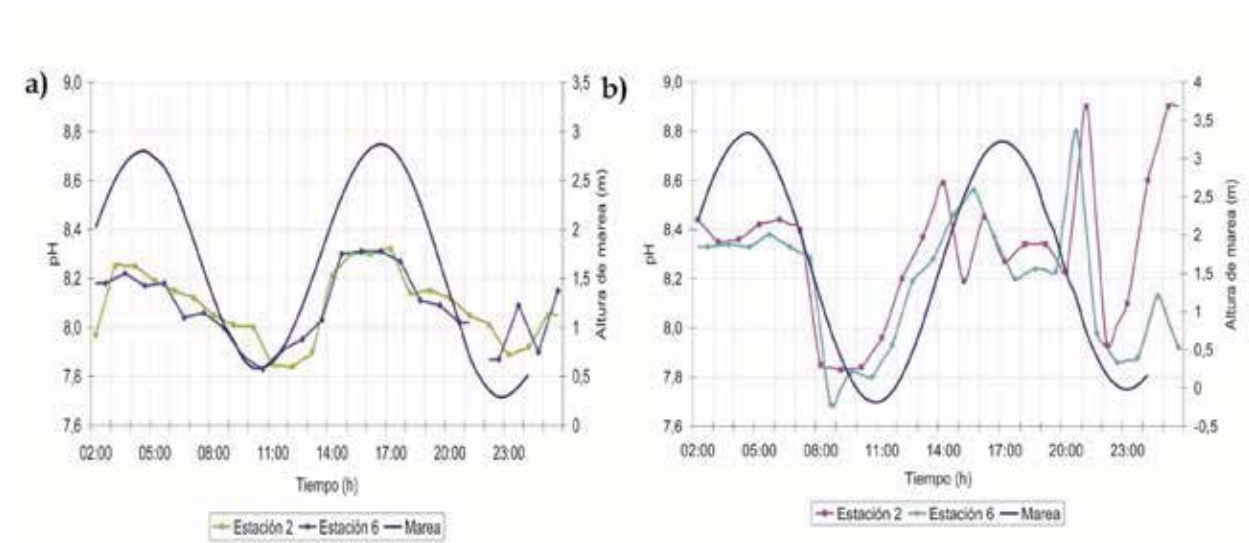 a)
pH
9,0
8,8
8,6
8,4
8,2
8,0
7,8
7,6
3,5
3
2,5
2
1,5
1
0,5
0
Altura de marea (m)
02:00 05:00 08:00 11:00 14:00 17:00 20:00 23:00
Tiempo (h)
Estación 2 Estación 6 Marea
b)
pH
9,0
8,8
8,6
8,4
8,2
8,0
7,8
7,6
4
3,5
3
2,5
2
1,5
1
0,5
0
-0,5
Altura de marea (m)
02:00 05:00 08:00 11:00 14:00 17:00 20:00 23:00
Tiempo (h)
Estación 2 Estación 6 Marea